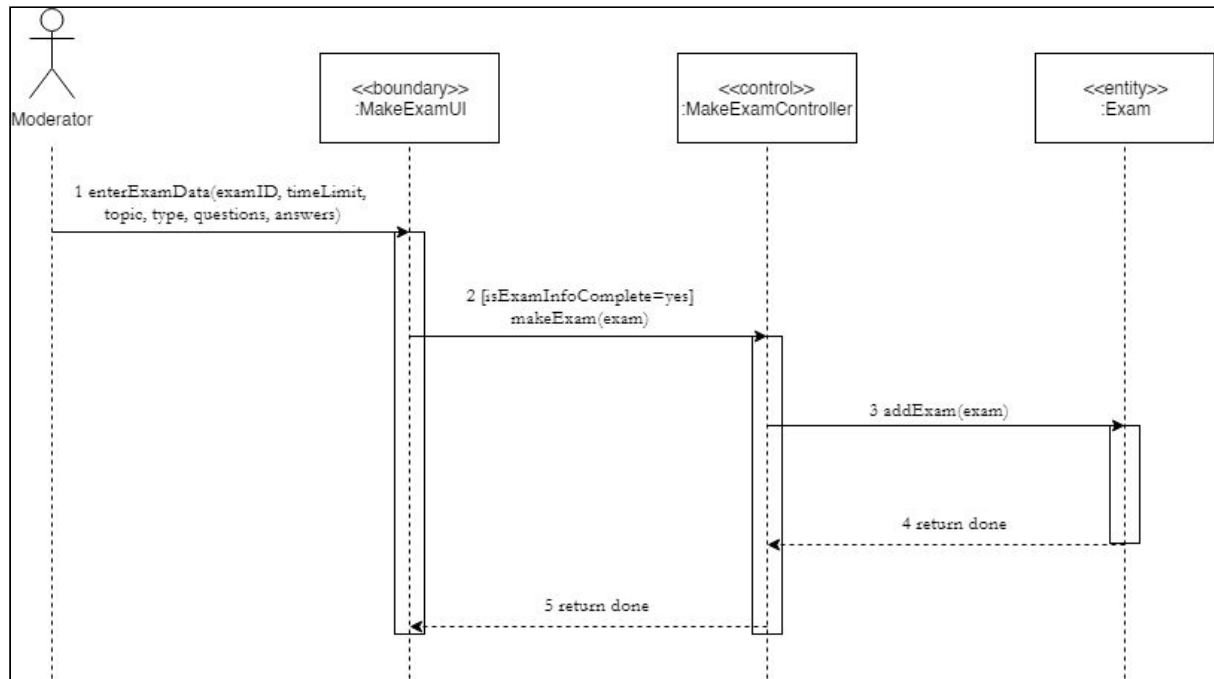 Moderator
<<boundary>>
:MakeExamUI
<<control>>
:MakeExamController
<<entity>>
:Exam
1 enterExamData(examID, timeLimit,
topic, type, questions, answers)
2 [isExamInfoComplete=yes]
makeExam(exam)
3 addExam(exam)
4 return done
5 return done